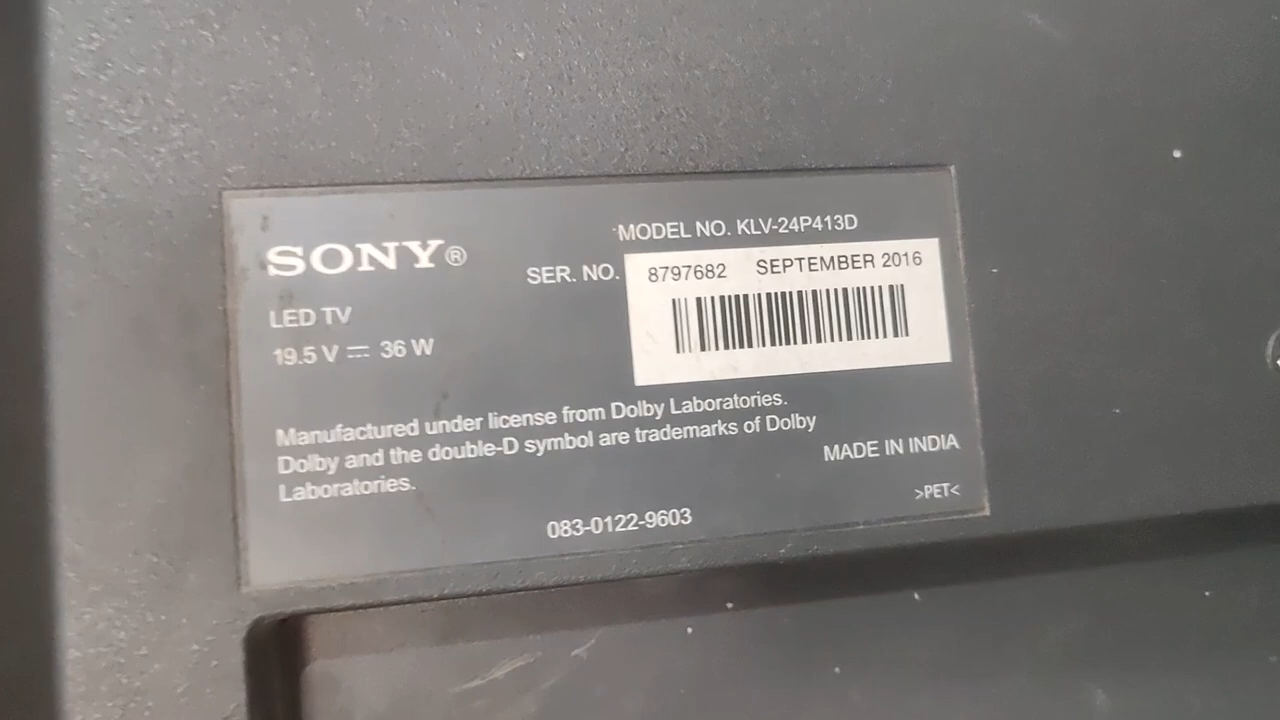 SONY®
MODEL NO. KLV-24P413D
SER. NO. 8797682 SEPTEMBER 2016
LED TV
19.5 V ⎓ 36 W
Manufactured under license from Dolby Laboratories.
Dolby and the double-D symbol are trademarks of Dolby
Laboratories.
MADE IN INDIA
>PET<
083-0122-9603